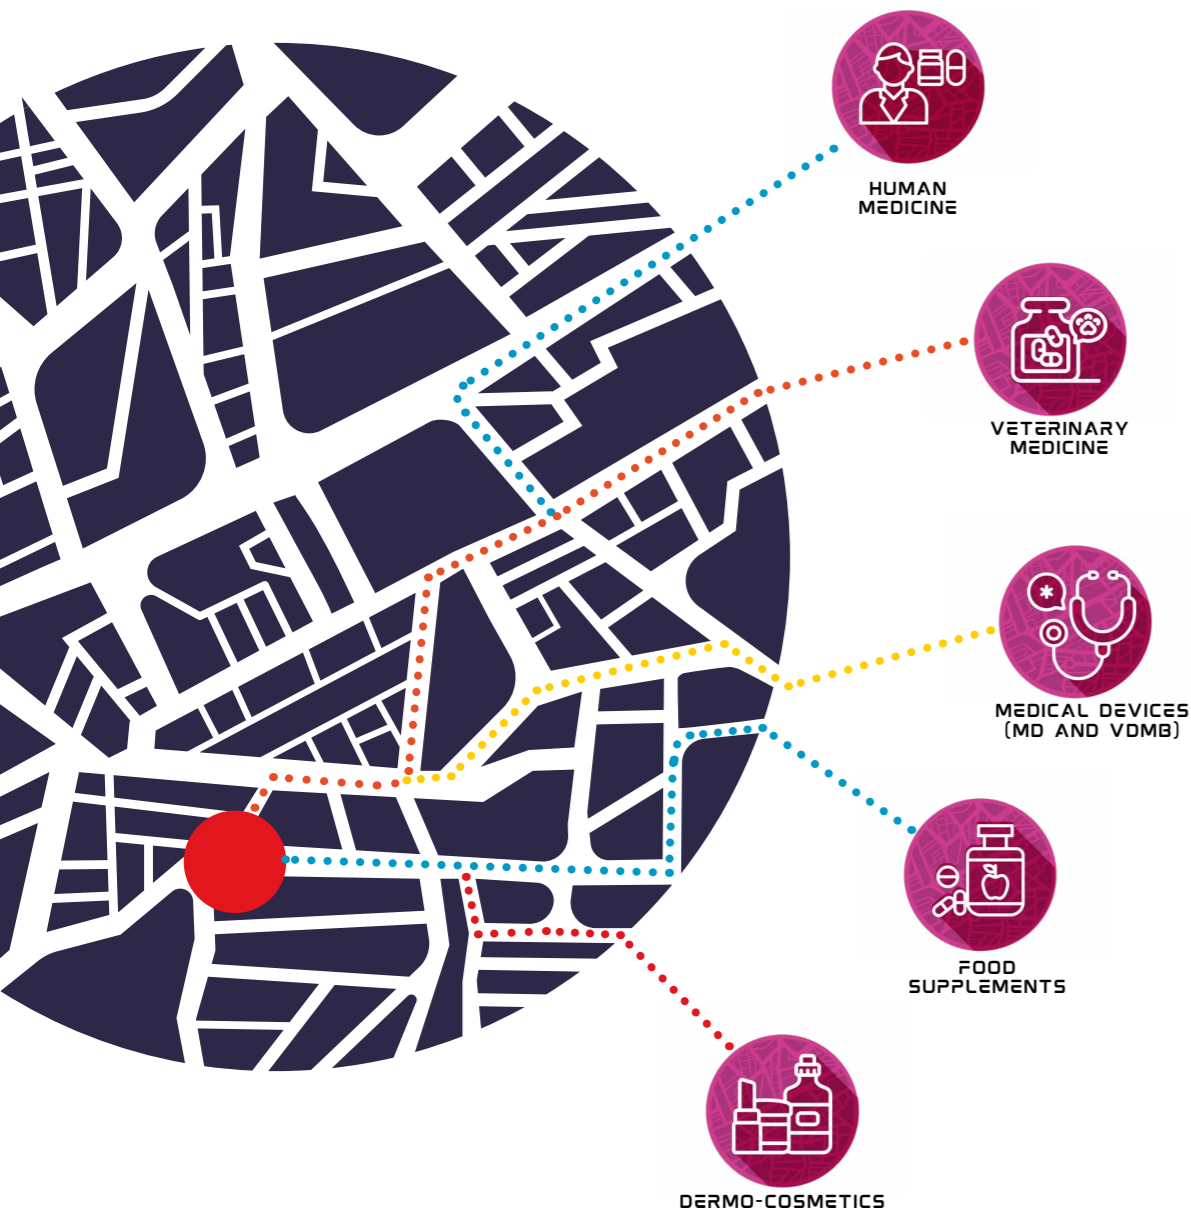 HUMAN
MEDICINE
VETERINARY
MEDICINE
MEDICAL DEVICES
(MD AND VDMB)
FOOD
SUPPLEMENTS
DERMO-COSMETICS